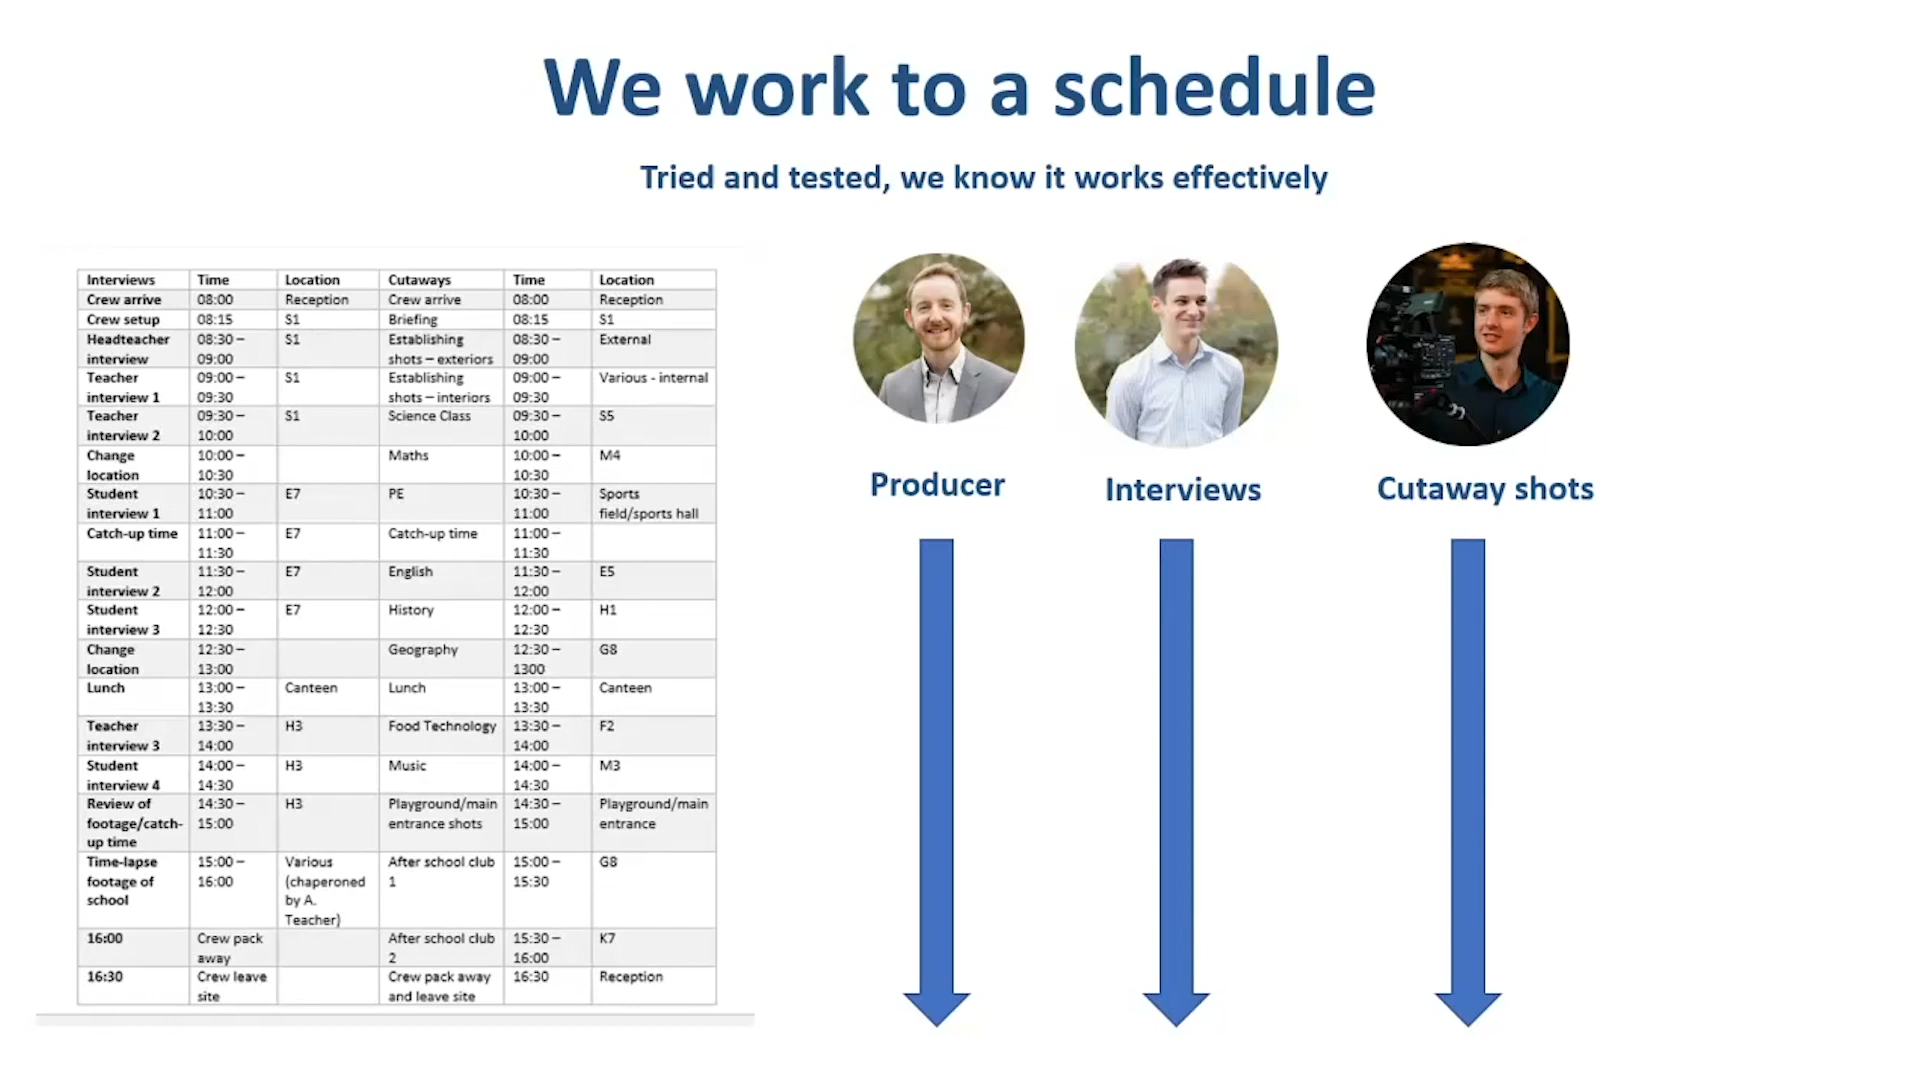 We work to a schedule
Tried and tested, we know it works effectively
Interviews Time Location Cutaways Time Location
Crew arrive 08:00 Reception Crew arrive 08:00 Reception
Crew setup 08:15 S1 Briefing 08:15 S1
Headteacher 08:30 – S1 Establishing 08:30 – External
interview 09:00 shots – exteriors 09:00
Teacher 09:00 – S1 Establishing 09:00 – Various - internal
interview 1 09:30 shots – interiors 09:30
Teacher 09:30 – S1 Science Class 09:30 – S5
interview 2 10:00 10:00
Change 10:00 – Maths 10:00 – M4
location 10:30 10:30
Student 10:30 – E7 PE 10:30 – Sports
interview 1 11:00 11:00 field/sports hall
Catch-up time 11:00 – E7 Catch-up time 11:00 –
11:30 11:30
Student 11:30 – E7 English 11:30 – E5
interview 2 12:00 12:00
Student 12:00 – E7 History 12:00 – H1
interview 3 12:30 12:30
Change 12:30 – Geography 12:30 – G8
location 13:00 1300
Lunch 13:00 – Canteen Lunch 13:00 – Canteen
13:30 13:30
Teacher 13:30 – H3 Food Technology 13:30 – F2
interview 3 14:00 14:00
Student 14:00 – H3 Music 14:00 – M3
interview 4 14:30 14:30
Review of 14:30 – H3 Playground/main 14:30 – Playground/main
footage/catch- 15:00 entrance shots 15:00 entrance
up time
Time-lapse 15:00 – Various After school club 15:00 – G8
footage of 16:00 (chaperoned 1 15:30
school by A.
Teacher)
16:00 Crew pack After school club 15:30 – K7
away 2 16:00
16:30 Crew leave Crew pack away 16:30 Reception
site and leave site
Producer
Interviews
Cutaway shots